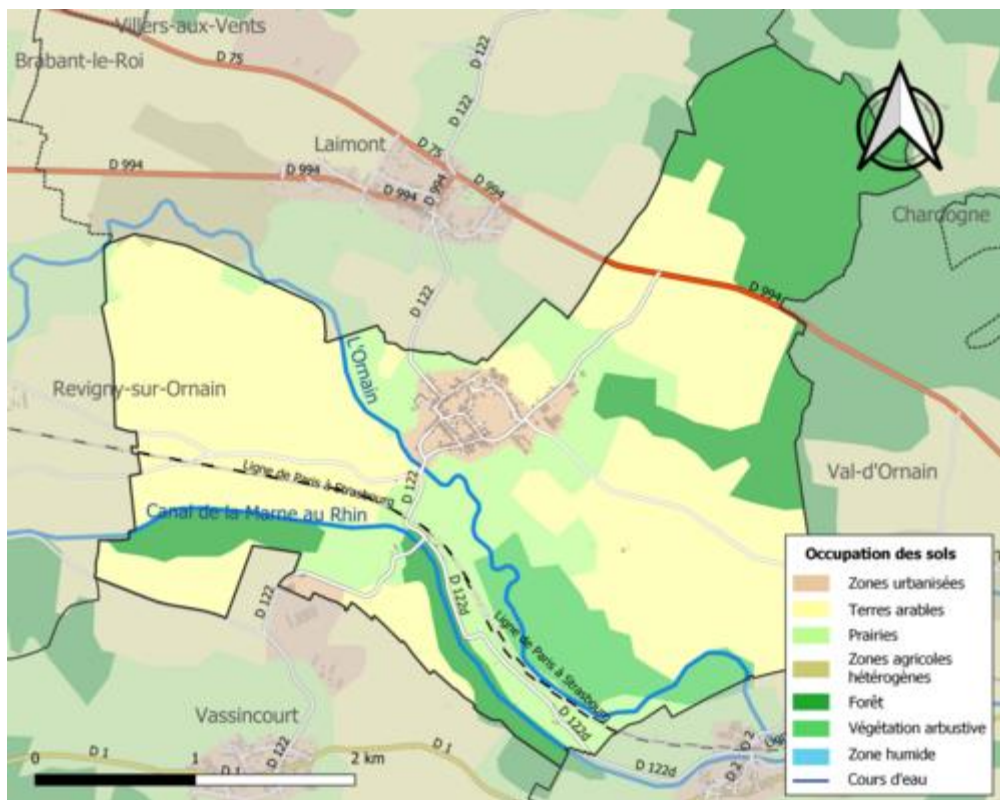 Villers-aux-Vents
Brabant-le-Roi
D 75
D 122
D 122
Laimont
D 75
D 994
D 994
D 994
D 994
D 994
Chardogne
D 122
D 994
L'Ornain
Revigny-sur-Ornain
Ligne de Paris à Strasbourg
D 122
Val-d'Ornain
Canal de la Marne au Rhin
D 122
D 122d
Ligne de Paris à Strasbourg
Vassincourt
D 122
D 122d
D 1
D 1
D 1
D 122d
D 2
D 2
0 1 2 km
Occupation des sols
Zones urbanisées
Terres arables
Prairies
Zones agricoles
hétérogènes
Forêt
Végétation arbustive
Zone humide
Cours d'eau